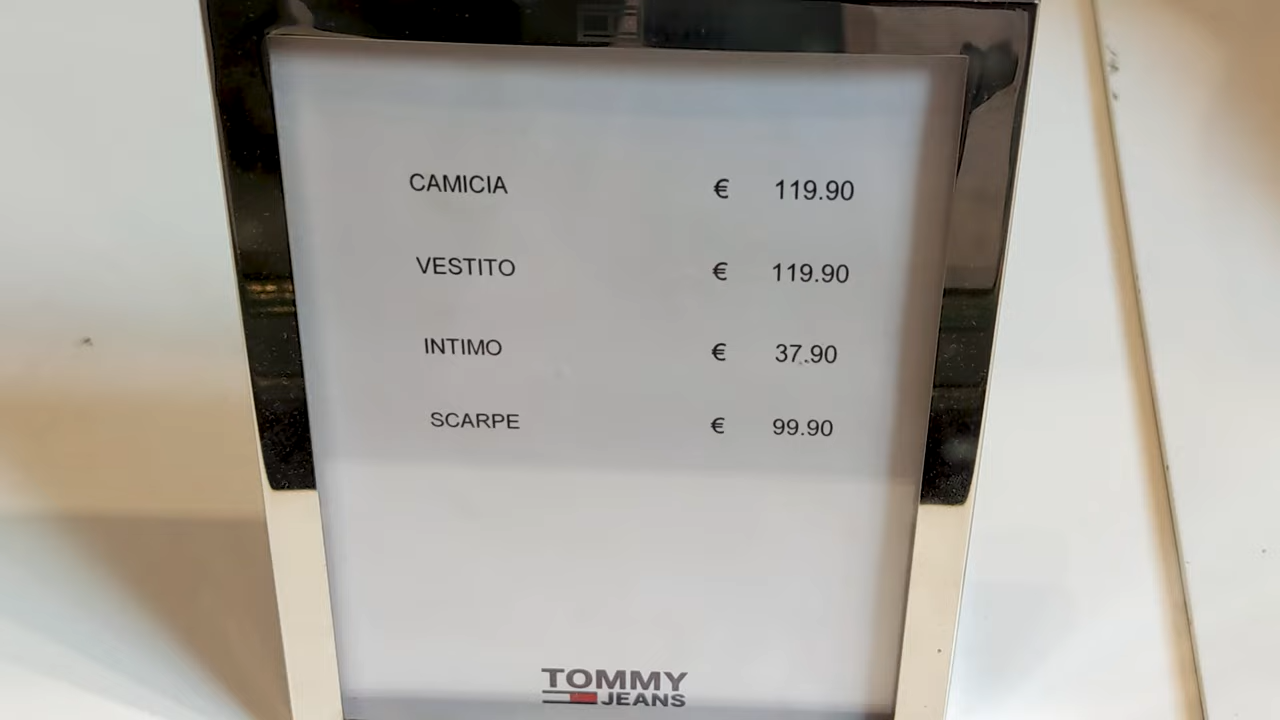 CAMICIA € 119.90
VESTITO € 119.90
INTIMO € 37.90
SCARPE € 99.90
TOMMY
JEANS